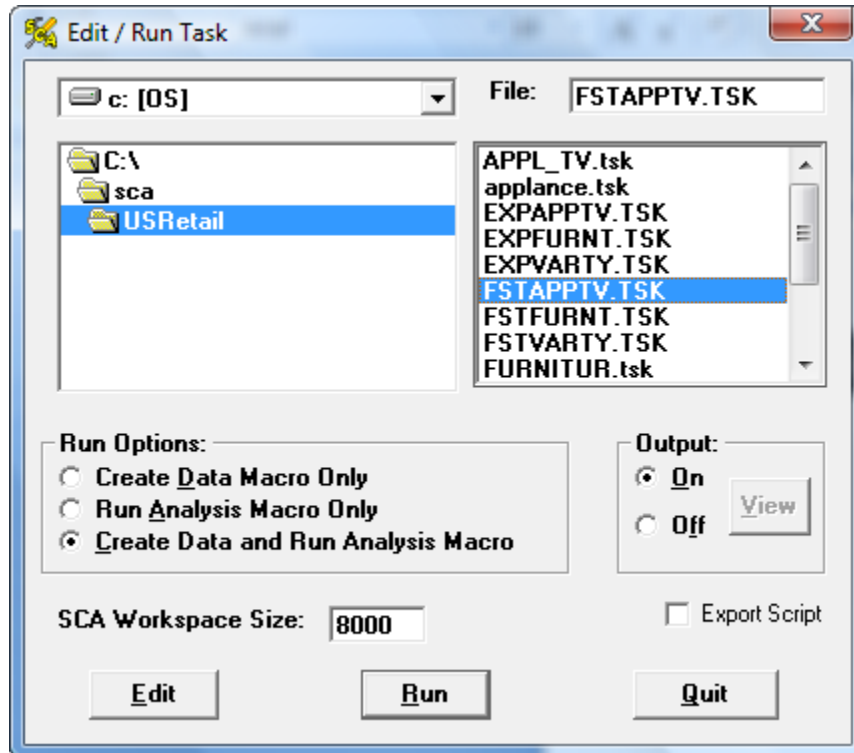 Edit / Run Task
c: [OS]
File:
FSTAPPTV.TSK
C:\
sca
USRetail
APPL_TV.tsk
applance.tsk
EXPAPPTV.TSK
EXPFURNT.TSK
EXPVARTY.TSK
FSTAPPTV.TSK
FSTFURNT.TSK
FSTVARTY.TSK
FURNITUR.tsk
Run Options:
Create Data Macro Only
Run Analysis Macro Only
Create Data and Run Analysis Macro
Output:
On
Off
View
SCA Workspace Size:
8000
Export Script
Edit
Run
Quit